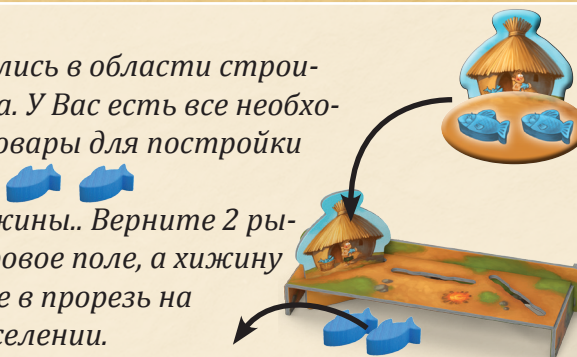 лись в области строи-
а. У Вас есть все необхо-
овары для постройки
жины.. Верните 2 ры-
ровое поле, а хижину
е в прорезь на
селении.